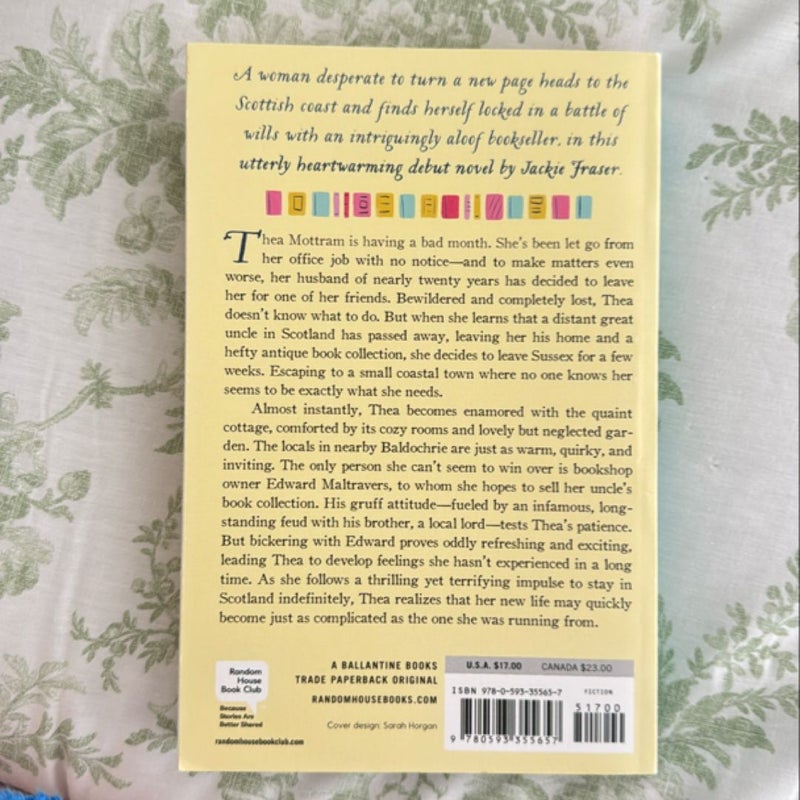 A woman desperate to turn a new page heads to the
Scottish coast and finds herself locked in a battle of
wills with an intriguingly aloof bookseller, in this
utterly heartwarming debut novel by Jackie Fraser.
Thea Mottram is having a bad month. She's been let go from
her office job with no notice—and to make matters even
worse, her husband of nearly twenty years has decided to leave
her for one of her friends. Bewildered and completely lost, Thea
doesn't know what to do. But when she learns that a distant great
uncle in Scotland has passed away, leaving her his home and a
hefty antique book collection, she decides to leave Sussex for a few
weeks. Escaping to a small coastal town where no one knows her
seems to be exactly what she needs.
Almost instantly, Thea becomes enamored with the quaint
cottage, comforted by its cozy rooms and lovely but neglected gar-
den. The locals in nearby Baldochrie are just as warm, quirky, and
inviting. The only person she can't seem to win over is bookshop
owner Edward Maltravers, to whom she hopes to sell her uncle's
book collection. His gruff attitude—fueled by an infamous, long-
standing feud with his brother, a local lord—tests Thea's patience.
But bickering with Edward proves oddly refreshing and exciting,
leading Thea to develop feelings she hasn't experienced in a long
time. As she follows a thrilling yet terrifying impulse to stay in
Scotland indefinitely, Thea realizes that her new life may quickly
become just as complicated as the one she was running from.
Random
House
Book Club
Because
Stories Are
Better Shared
randomhousebookclub.com
A BALLANTINE BOOKS
TRADE PAPERBACK ORIGINAL
RANDOMHOUSEBOOKS.COM
Cover design: Sarah Horgan
U.S.A. $17.00 CANADA $23.00
ISBN 978-0-593-35565-7 FICTION
51700
9 780593 355657